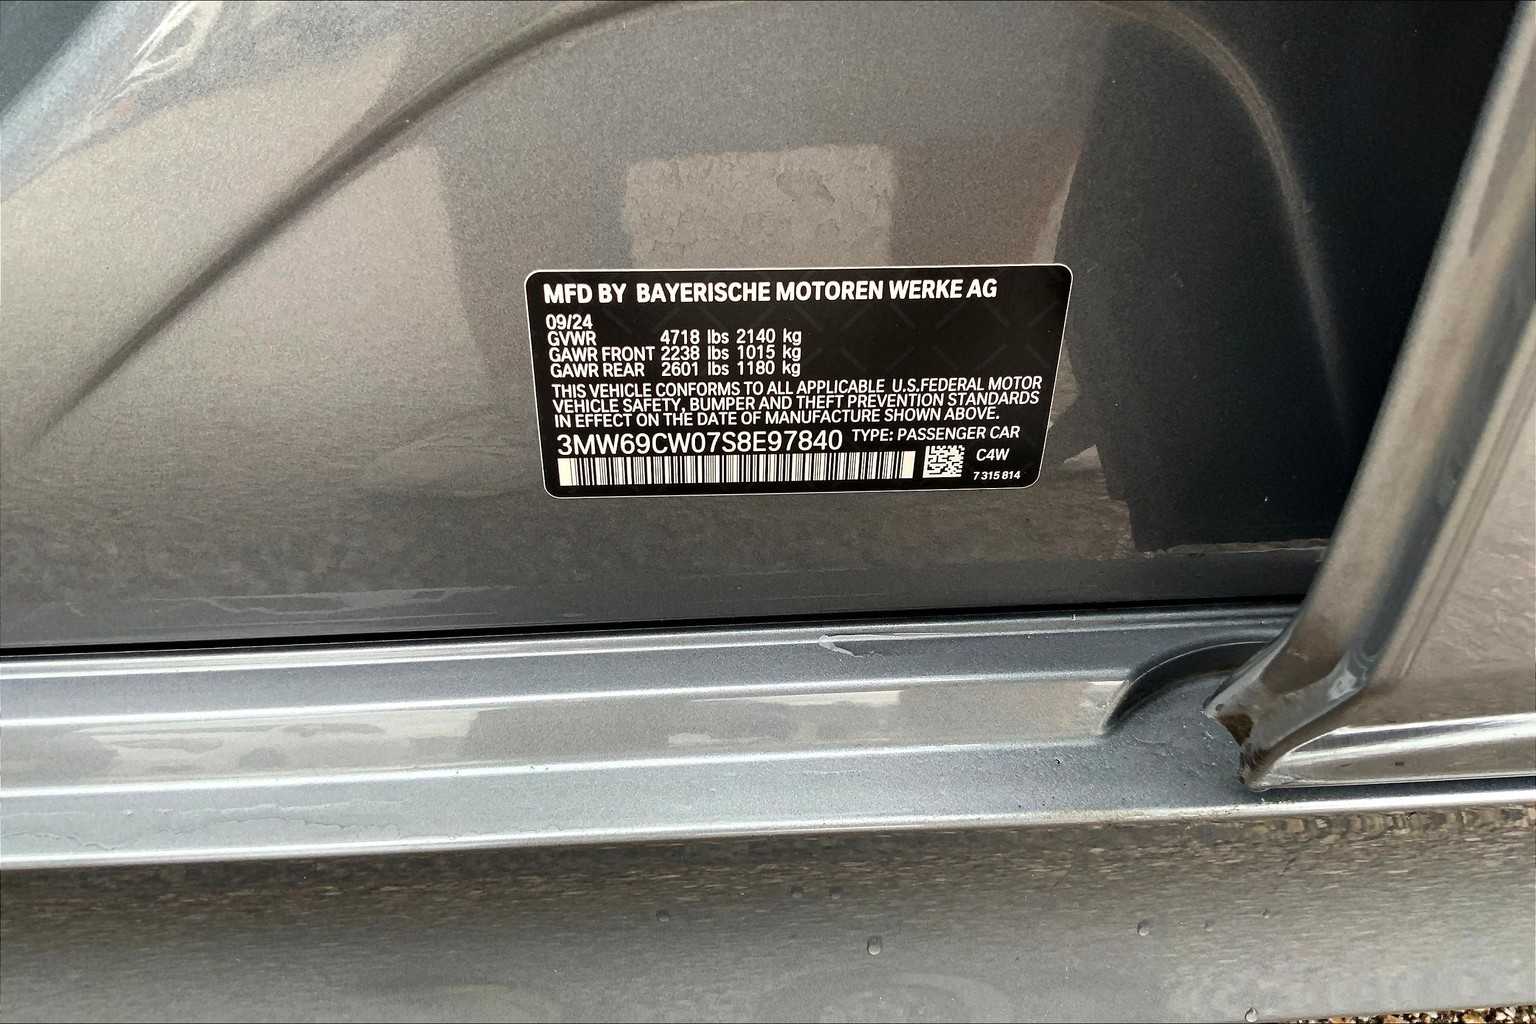 MFD BY BAYERISCHE MOTOREN WERKE AG
09/24
GVWR 4718 lbs 2140 kg
GAWR FRONT 2238 lbs 1015 kg
GAWR REAR 2601 lbs 1180 kg
THIS VEHICLE CONFORMS TO ALL APPLICABLE U.S.FEDERAL MOTOR
VEHICLE SAFETY, BUMPER AND THEFT PREVENTION STANDARDS
IN EFFECT ON THE DATE OF MANUFACTURE SHOWN ABOVE.
3MW69CW07S8E97840 TYPE: PASSENGER CAR
C4W
7 315 814